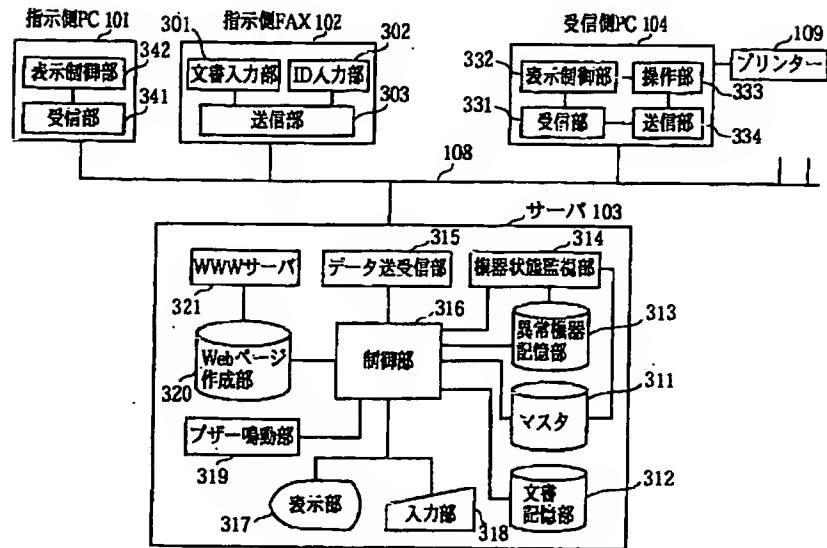 指示側PC 101
指示側FAX 102
受信側PC 104
109
プリンター
342
表示制御部
341
受信部
301
302
文書入力部
ID入力部
303
送信部
332
表示制御部
操作部
333
331
受信部
送信部
334
108
サーバ 103
WWWサーバ
321
315
データ送受信部
314
機器状態監視部
316
制御部
313
異常機器
記憶部
Webページ
作成部
320
311
マスタ
ブザー鳴動部
319
312
文書
記憶部
表示部
317
入力部
318